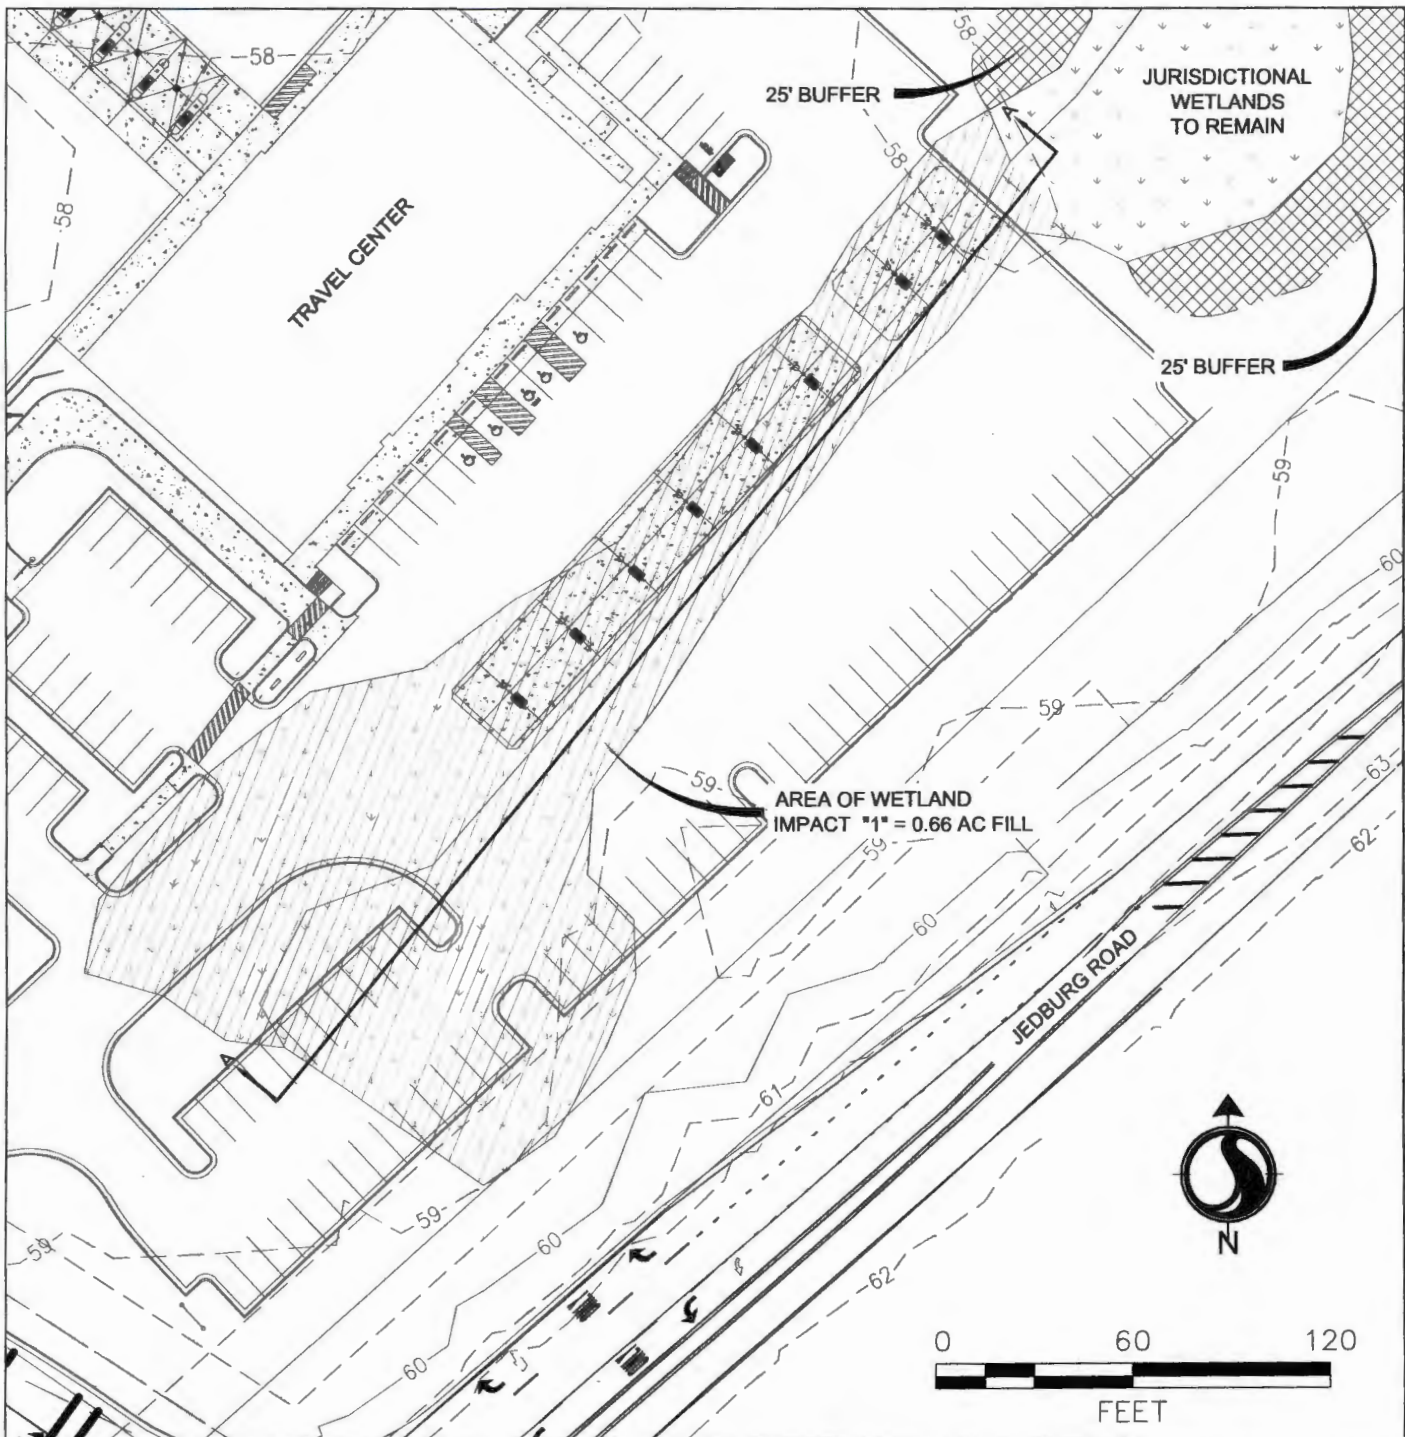 58
58
25' BUFFER
JURISDICTIONAL
WETLANDS
TO REMAIN
A
58
58
TRAVEL CENTER
25' BUFFER
59
60
59
59
AREA OF WETLAND
IMPACT "1" = 0.66 AC FILL
59
63
62
60
JEDBURG ROAD
A
61
59
59
60
62
60
N
0 60 120
FEET